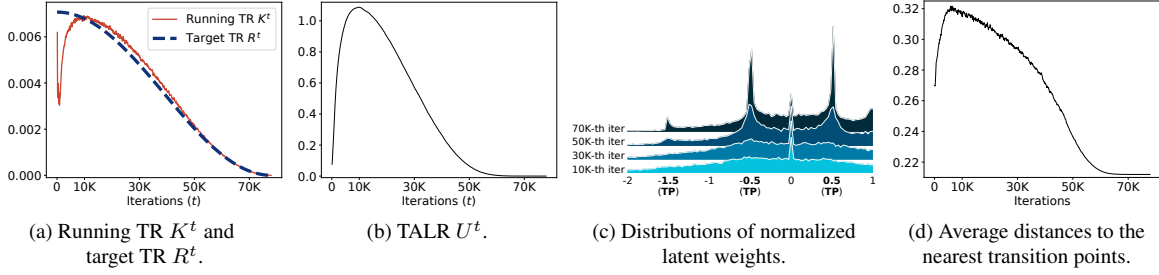 0.006
0.004
0.002
0.000
Running TR K^t
Target TR R^t
0 10K 30K 50K 70K
Iterations (t)
(a) Running TR K^t and
target TR R^t.
1.0
0.8
0.6
0.4
0.2
0.0
0 10K 30K 50K 70K
Iterations (t)
(b) TALR U^t.
70K-th iter
50K-th iter
30K-th iter
10K-th iter
-2 -1.5 -1 -0.5 0 0.5 1
(TP) (TP) (TP)
(c) Distributions of normalized
latent weights.
0.32
0.28
0.24
0.22
0 10K 30K 50K 70K
Iterations
(d) Average distances to the
nearest transition points.